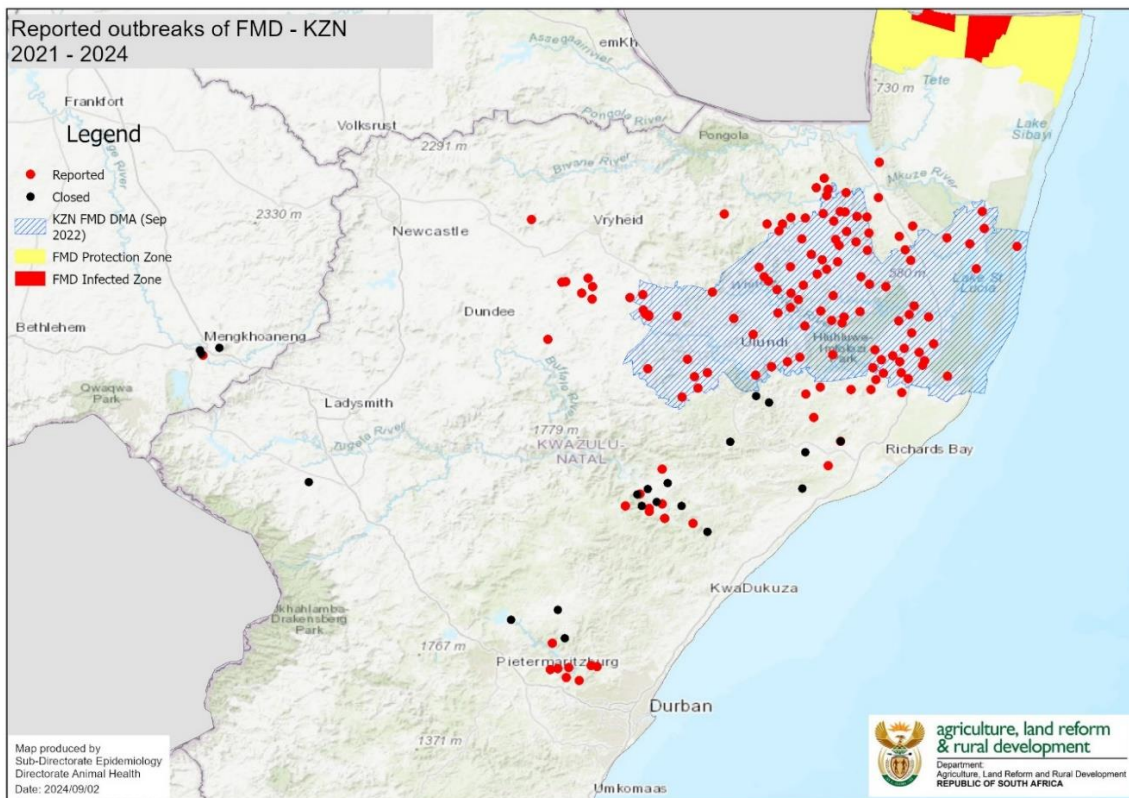 Reported outbreaks of FMD - KZN
2021 - 2024
emKh
Assegaairivier
730 m
Tete
Frankfort
Legend
Volksrust
Pongola River
Pongola
Lake
Sibayi
2291 m
Bivane River
Mkuze River
Reported
Closed
KZN FMD DMA (Sep
2022)
FMD Protection Zone
FMD Infected Zone
2330 m
Newcastle
Vryheid
580 m
Lake St
Lucia
White
Dundee
Bethlehem
Mengkhoaneng
Ulundi
Hluhluwe-
Imfolozi
Park
Qwaqwa
Park
Buffalo River
Ladysmith
1779 m
Tugela River
KWAZULU-
NATAL
Richards Bay
KwaDukuza
Ukhahlamba-
Drakensberg
Park
1767 m
Pietermaritzburg
Durban
1371 m
Umkomaas
Map produced by
Sub-Directorate Epidemiology
Directorate Animal Health
Date: 2024/09/02
agriculture, land reform
& rural development
Department:
Agriculture, Land Reform and Rural Development
REPUBLIC OF SOUTH AFRICA